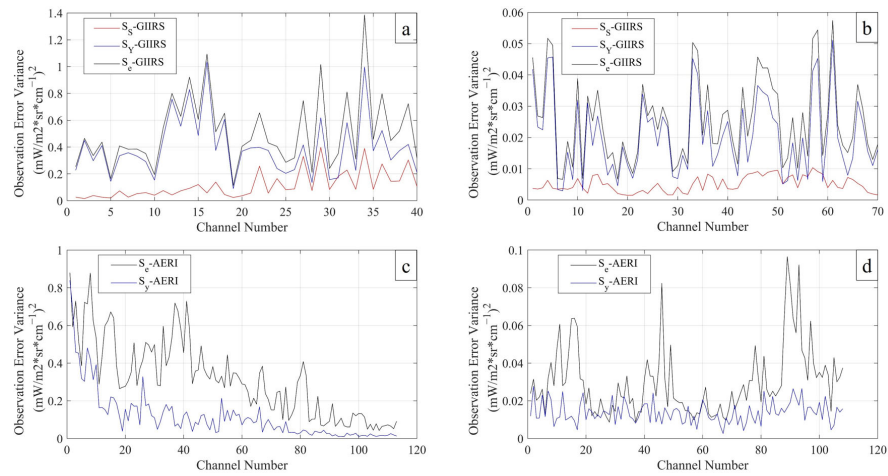 Observation Error Variance
(mW/m2*sr*cm⁻¹)²
1.4
1.2
1
0.8
0.6
0.4
0.2
0
S_S-GIIRS
S_Y-GIIRS
S_e-GIIRS
a
0 5 10 15 20 25 30 35 40
Channel Number
Observation Error Variance
(mW/m2*sr*cm⁻¹)²
0.06
0.05
0.04
0.03
0.02
0.01
0
S_S-GIIRS
S_Y-GIIRS
S_e-GIIRS
b
0 10 20 30 40 50 60 70
Channel Number
Observation Error Variance
(mW/m2*sr*cm⁻¹)²
1
0.8
0.6
0.4
0.2
0
S_e-AERI
S_y-AERI
c
0 20 40 60 80 100 120
Channel Number
Observation Error Variance
(mW/m2*sr*cm⁻¹)²
0.1
0.08
0.06
0.04
0.02
0
S_e-AERI
S_y-AERI
d
0 20 40 60 80 100 120
Channel Number